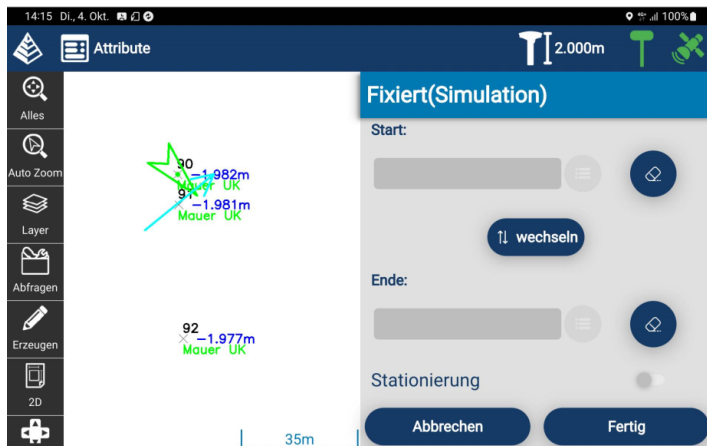 14:15 Di., 4. Okt. 100%
Attribute 2.000m
Alles
Auto Zoom
Layer
Abfragen
Erzeugen
2D
90
-1.982m
Mauer UK
91
-1.981m
Mauer UK
92
-1.977m
Mauer UK
35m
Fixiert(Simulation)
Start:
wechseln
Ende:
Stationierung
Abbrechen Fertig